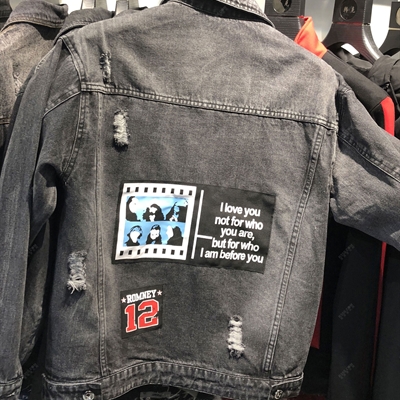 I love you
not for who
you are,
but for who
I am before you
★ROMNEY★
12